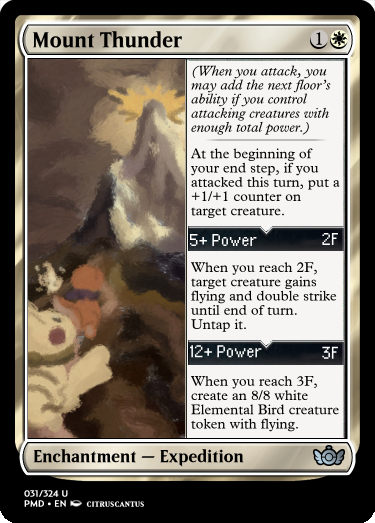 Mount Thunder
1
(When you attack, you
may add the next floor's
ability if you control
attacking creatures with
enough total power.)
At the beginning of
your end step, if you
attacked this turn, put a
+1/+1 counter on
target creature.
5+ Power 2F
When you reach 2F,
target creature gains
flying and double strike
until end of turn.
Untap it.
12+ Power 3F
When you reach 3F,
create an 8/8 white
Elemental Bird creature
token with flying.
Enchantment — Expedition
031/324 U
PMD • EN CITRUSCANTUS